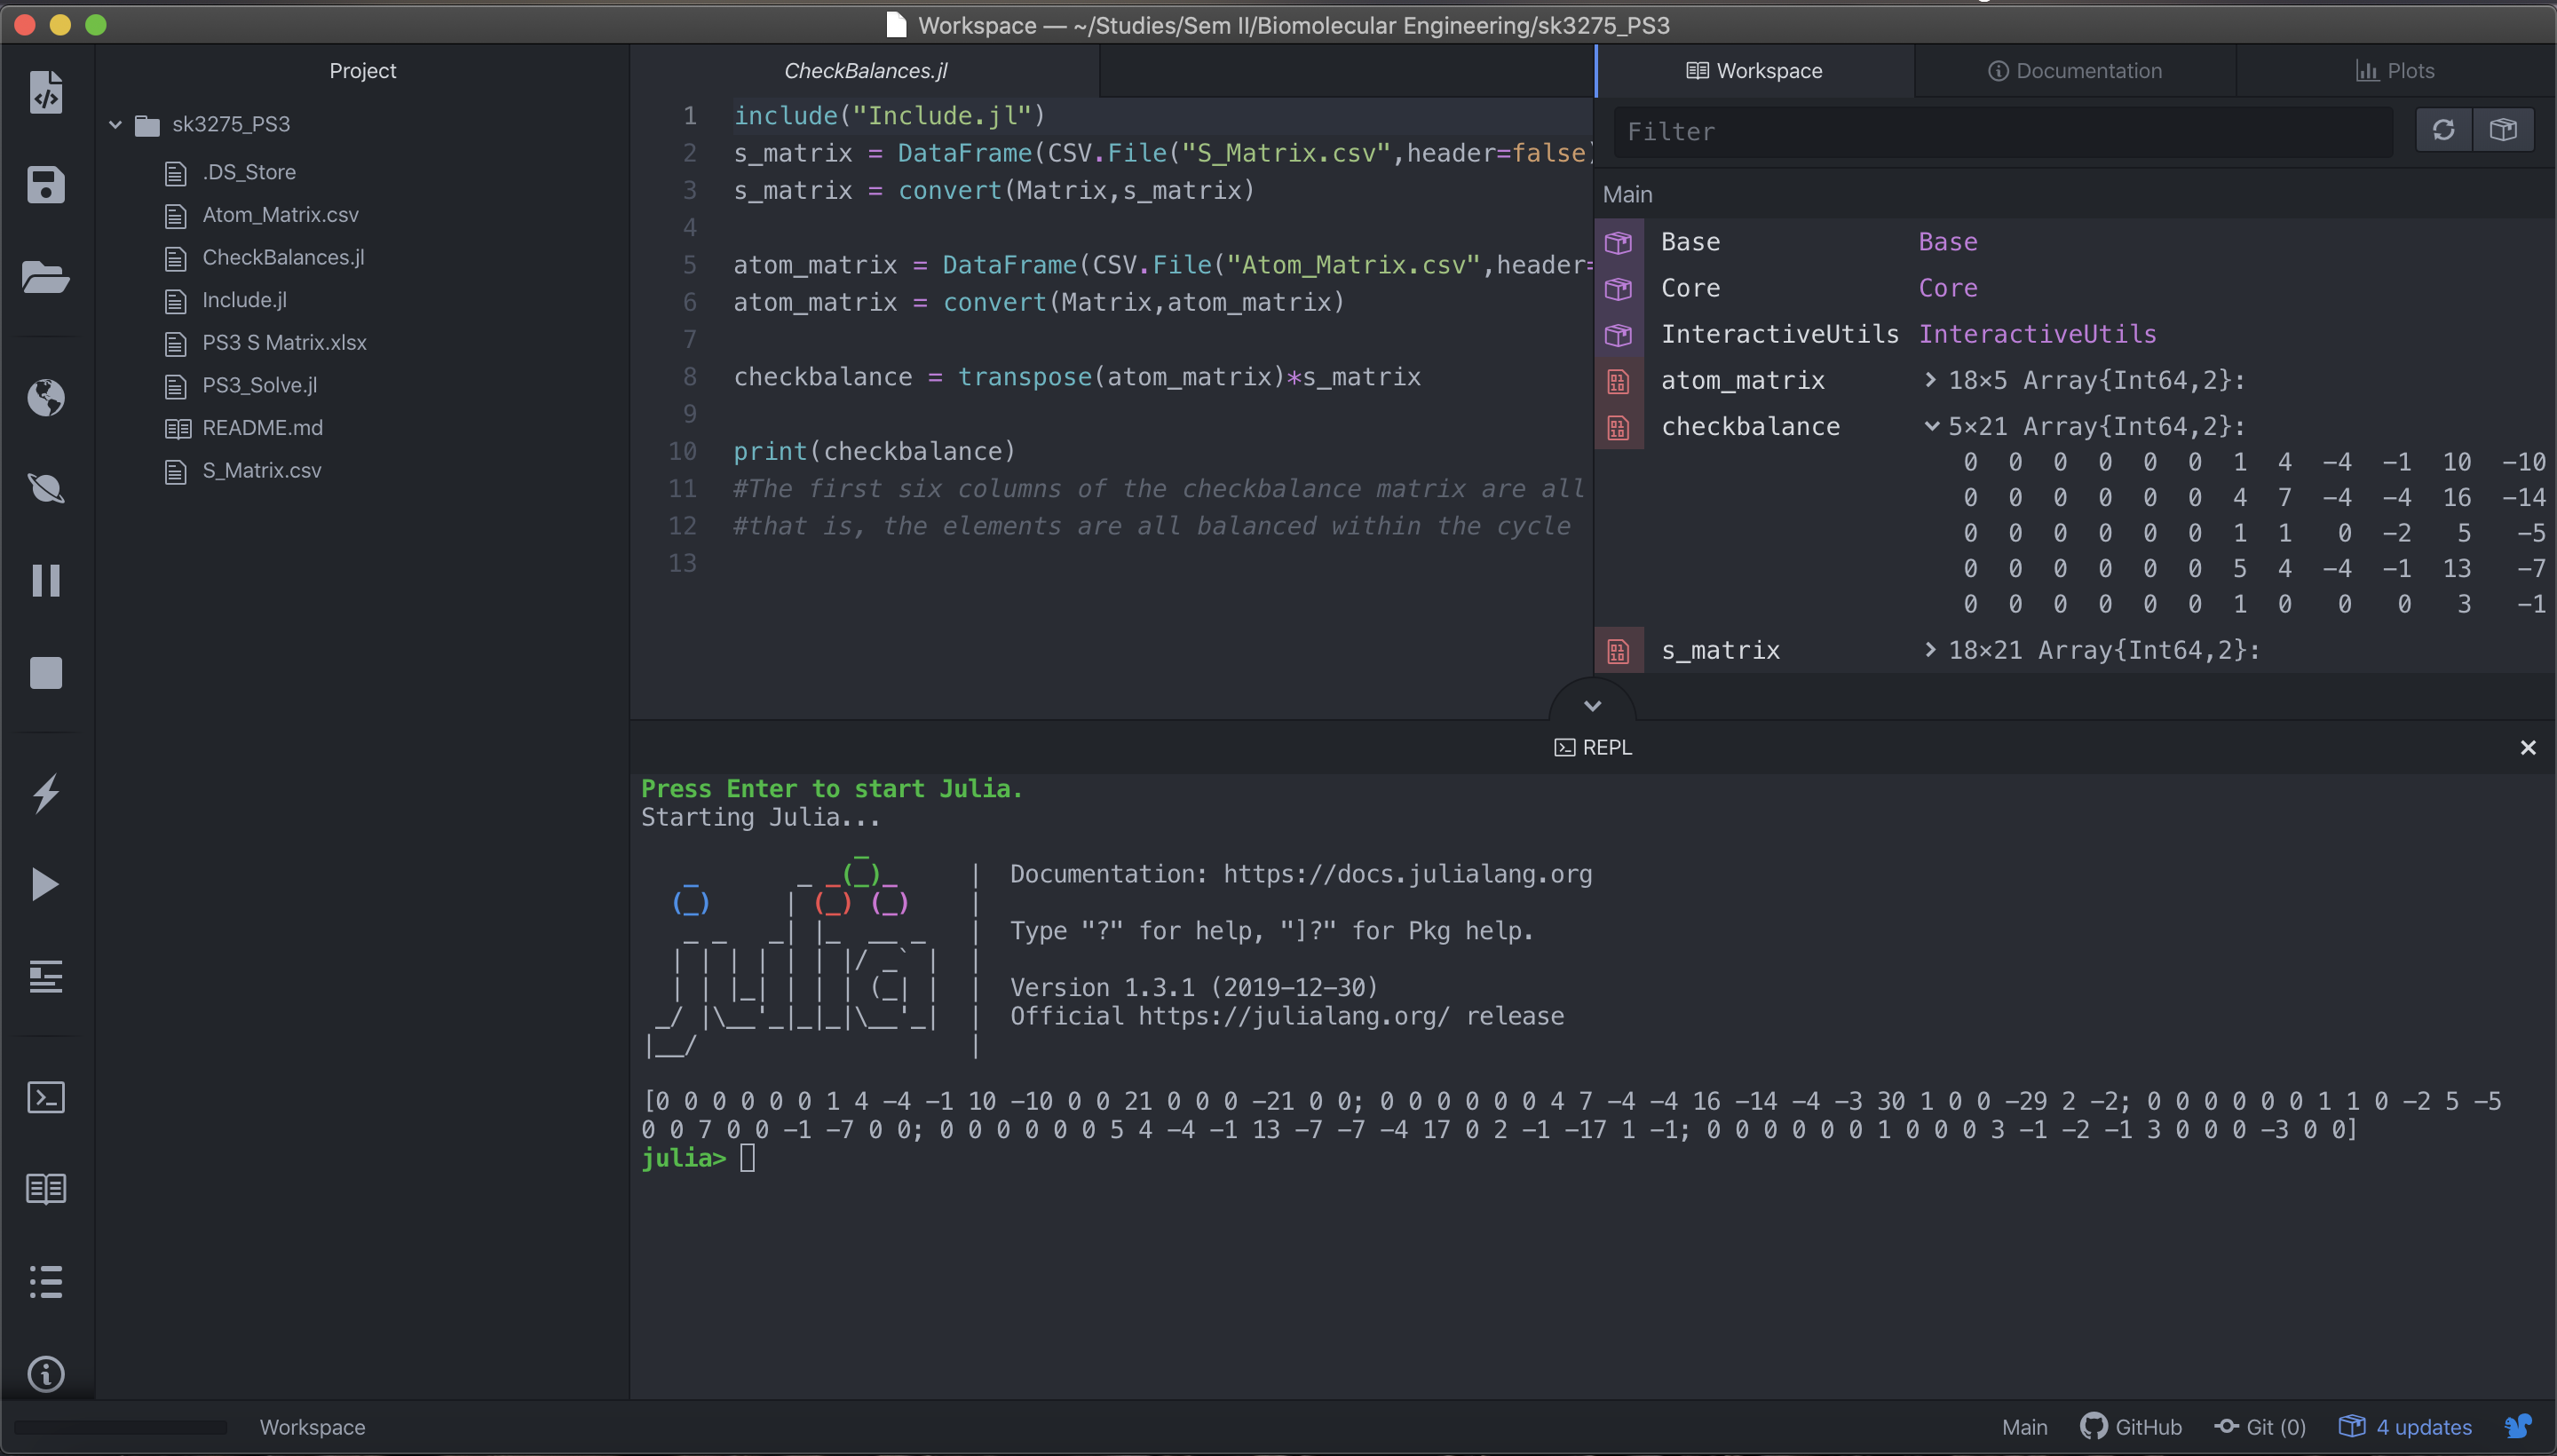 Workspace — ~/Studies/Sem II/Biomolecular Engineering/sk3275_PS3
Project
sk3275_PS3
.DS_Store
Atom_Matrix.csv
CheckBalances.jl
Include.jl
PS3 S Matrix.xlsx
PS3_Solve.jl
README.md
S_Matrix.csv
CheckBalances.jl
1 include("Include.jl")
2 s_matrix = DataFrame(CSV.File("S_Matrix.csv",header=false)
3 s_matrix = convert(Matrix,s_matrix)
4
5 atom_matrix = DataFrame(CSV.File("Atom_Matrix.csv",header=
6 atom_matrix = convert(Matrix,atom_matrix)
7
8 checkbalance = transpose(atom_matrix)*s_matrix
9
10 print(checkbalance)
11 #The first six columns of the checkbalance matrix are all
12 #that is, the elements are all balanced within the cycle
13
Workspace Documentation Plots
Filter
Main
Base Base
Core Core
InteractiveUtils InteractiveUtils
atom_matrix 18×5 Array{Int64,2}:
checkbalance 5×21 Array{Int64,2}:
0 0 0 0 0 0 1 4 −4 −1 10 −10
0 0 0 0 0 0 4 7 −4 −4 16 −14
0 0 0 0 0 0 1 1 0 −2 5 −5
0 0 0 0 0 0 5 4 −4 −1 13 −7
0 0 0 0 0 0 1 0 0 0 3 −1
s_matrix 18×21 Array{Int64,2}:
REPL
Press Enter to start Julia.
Starting Julia...
Documentation: https://docs.julialang.org
Type "?" for help, "]?" for Pkg help.
Version 1.3.1 (2019−12−30)
Official https://julialang.org/ release
[0 0 0 0 0 0 1 4 −4 −1 10 −10 0 0 21 0 0 0 −21 0 0; 0 0 0 0 0 0 4 7 −4 −4 16 −14 −4 −3 30 1 0 0 −29 2 −2; 0 0 0 0 0 0 1 1 0 −2 5 −5
0 0 7 0 0 −1 −7 0 0; 0 0 0 0 0 0 5 4 −4 −1 13 −7 −7 −4 17 0 2 −1 −17 1 −1; 0 0 0 0 0 0 1 0 0 0 3 −1 −2 −1 3 0 0 0 −3 0 0]
julia>
Workspace
Main GitHub Git (0) 4 updates